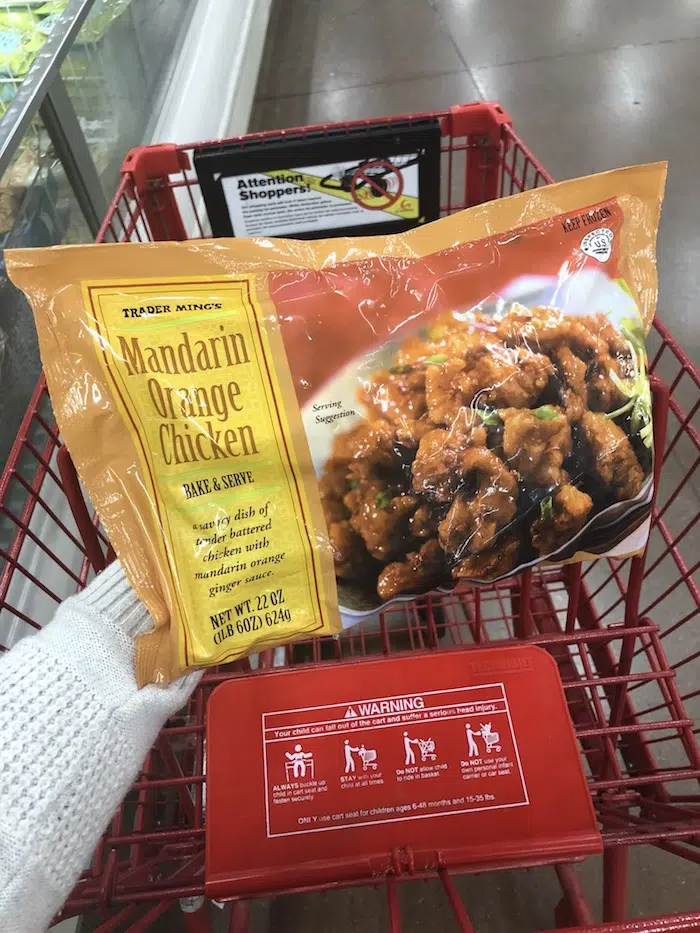 Attention
Shoppers!
KEEP FROZEN
TRADER MING'S
Mandarin
Orange
Chicken
BAKE & SERVE
a savory dish of
tender battered
chicken with
mandarin orange
ginger sauce.
NET WT. 22 OZ
(1LB 6OZ) 624g
Serving
Suggestion
WARNING
Your child can fall out of the cart and suffer a serious head injury.
ALWAYS buckle up
child in cart seat and
fasten securely
STAY with your
child at all times
Do NOT allow child
to ride in basket
Do NOT use your
own personal infant
carrier or car seat
ONLY use cart seat for children ages 6-48 months and 15-35 lbs.